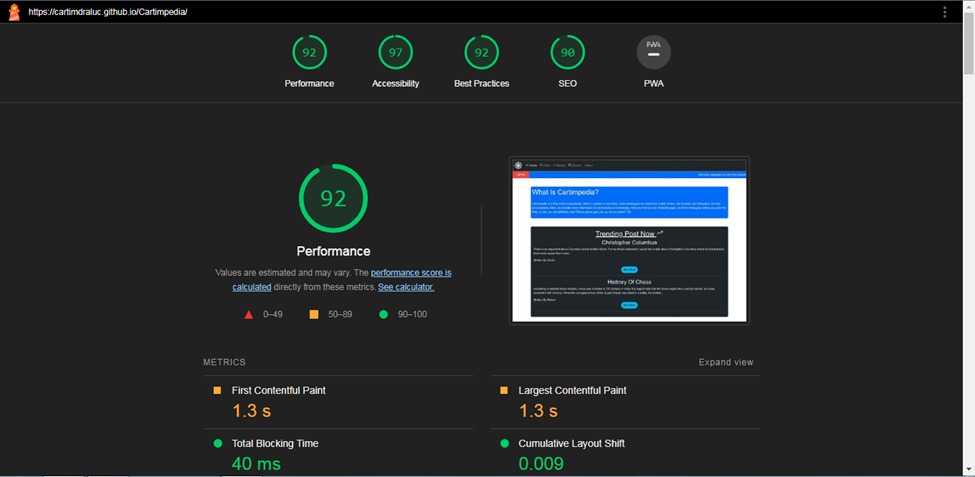 https://cartimdraluc.github.io/Cartimpedia/
92 97 92 90 PWA
Performance Accessibility Best Practices SEO PWA
92
Performance
Values are estimated and may vary. The performance score is
calculated directly from these metrics. See calculator.
0–49 50–89 90–100
What Is Cartimpedia?
Trending Post Now
Christopher Columbus
History Of Chess
METRICS
Expand view
First Contentful Paint
1.3 s
Largest Contentful Paint
1.3 s
Total Blocking Time
40 ms
Cumulative Layout Shift
0.009